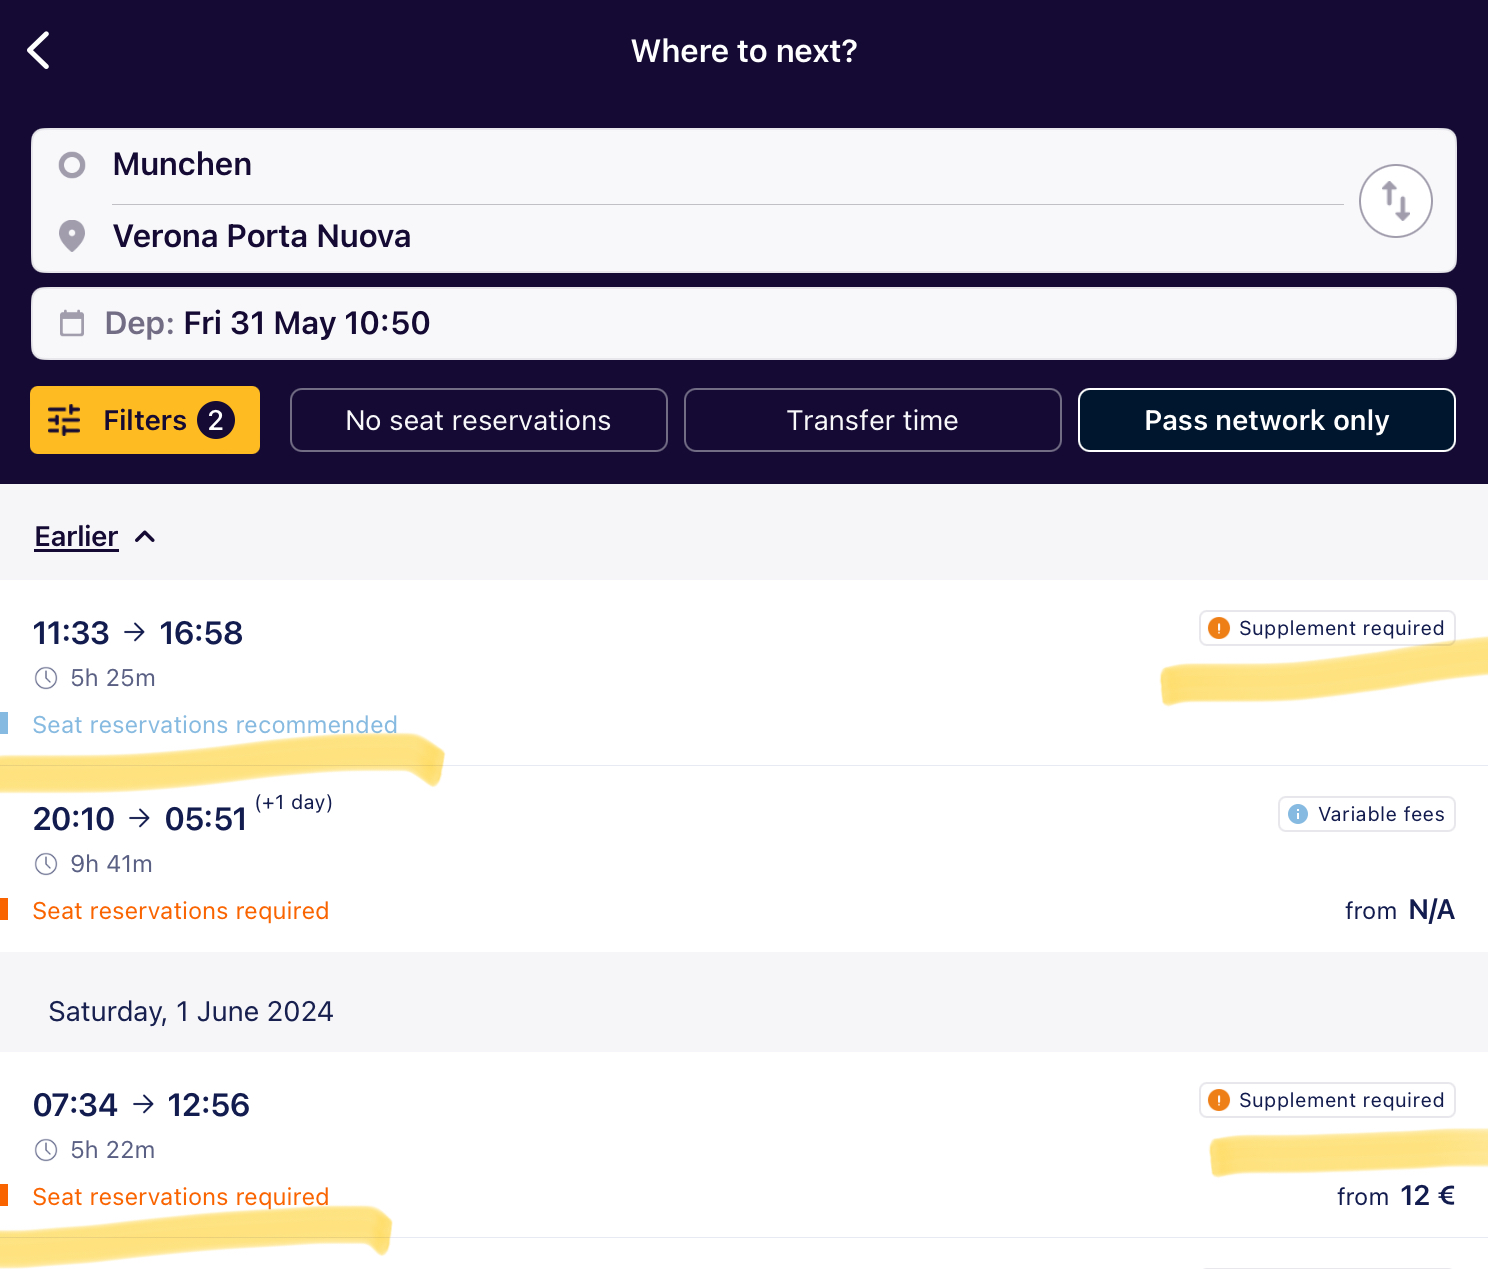 Where to next?
Munchen
Verona Porta Nuova
Dep: Fri 31 May 10:50
Filters 2 No seat reservations Transfer time Pass network only
Earlier
11:33 → 16:58 Supplement required
5h 25m
Seat reservations recommended
20:10 → 05:51 (+1 day) Variable fees
9h 41m
Seat reservations required from N/A
Saturday, 1 June 2024
07:34 → 12:56 Supplement required
5h 22m
Seat reservations required from 12 €